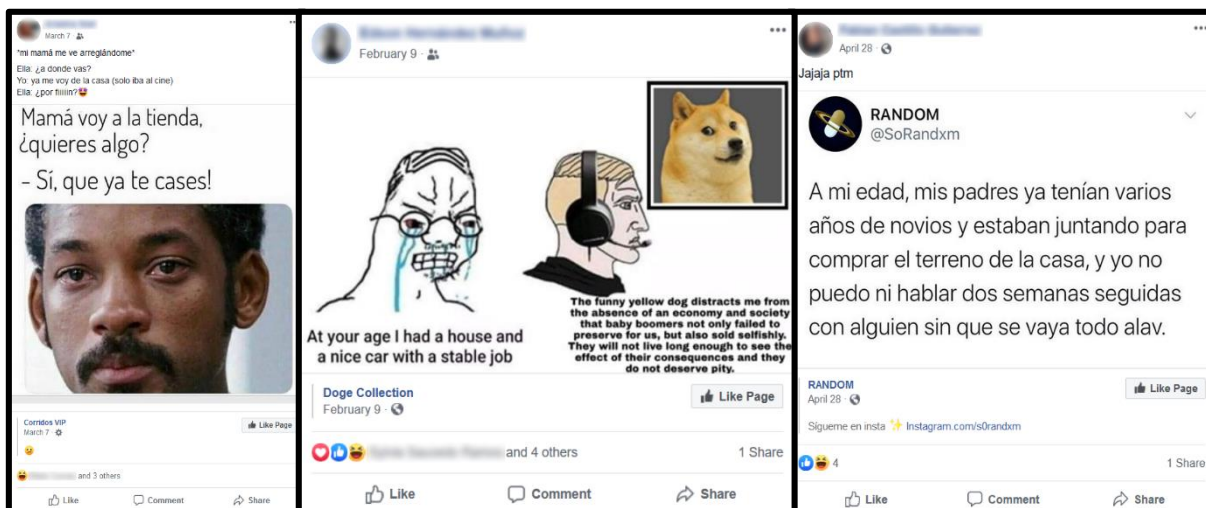 March 7
*mi mamá me ve arreglándome*
Ella: ¿a donde vas?
Yo: ya me voy de la casa (solo iba al cine)
Ella: ¿por fiiiiin?
Mamá voy a la tienda,
¿quieres algo?
- Sí, que ya te cases!
Corridos VIP
March 7
Like Page
and 3 others
Like
Comment
Share
February 9
At your age I had a house and
a nice car with a stable job
The funny yellow dog distracts me from
the absence of an economy and society
that baby boomers not only failed to
preserve for us, but also sold selfishly.
They will not live long enough to see the
effect of their consequences and they
do not deserve pity.
Doge Collection
February 9
Like Page
and 4 others
1 Share
Like
Comment
Share
April 28
Jajaja ptm
RANDOM
@SoRandxm
A mi edad, mis padres ya tenían varios
años de novios y estaban juntando para
comprar el terreno de la casa, y yo no
puedo ni hablar dos semanas seguidas
con alguien sin que se vaya todo alav.
RANDOM
April 28
Like Page
Sígueme en insta ✨ Instagram.com/s0randxm
4
1 Share
Like
Comment
Share